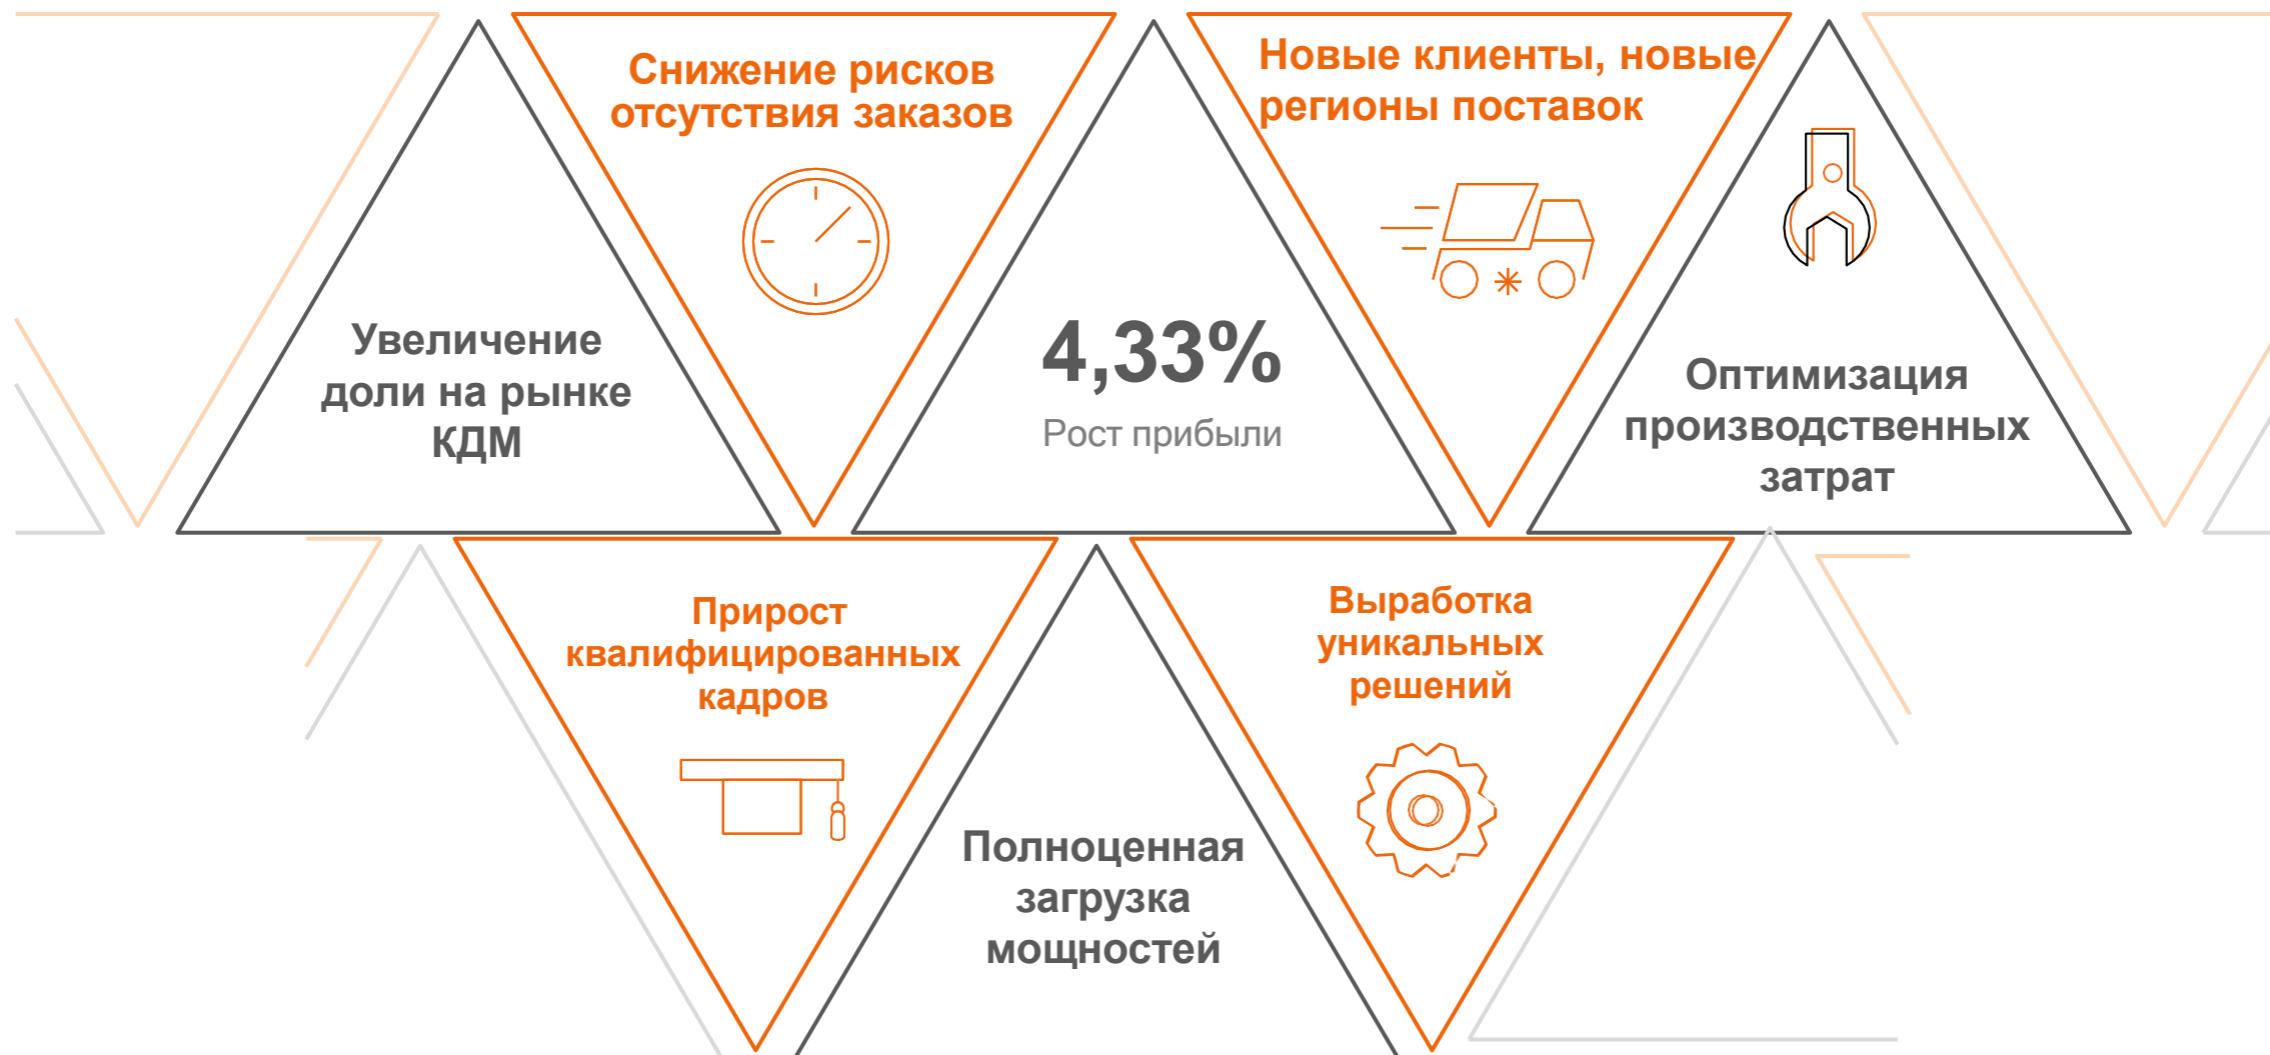 Увеличение
доли на рынке
КДМ
Снижение рисков
отсутствия заказов
4,33%
Рост прибыли
Новые клиенты, новые
регионы поставок
Оптимизация
производственных
затрат
Прирост
квалифицированных
кадров
Полноценная
загрузка
мощностей
Выработка
уникальных
решений